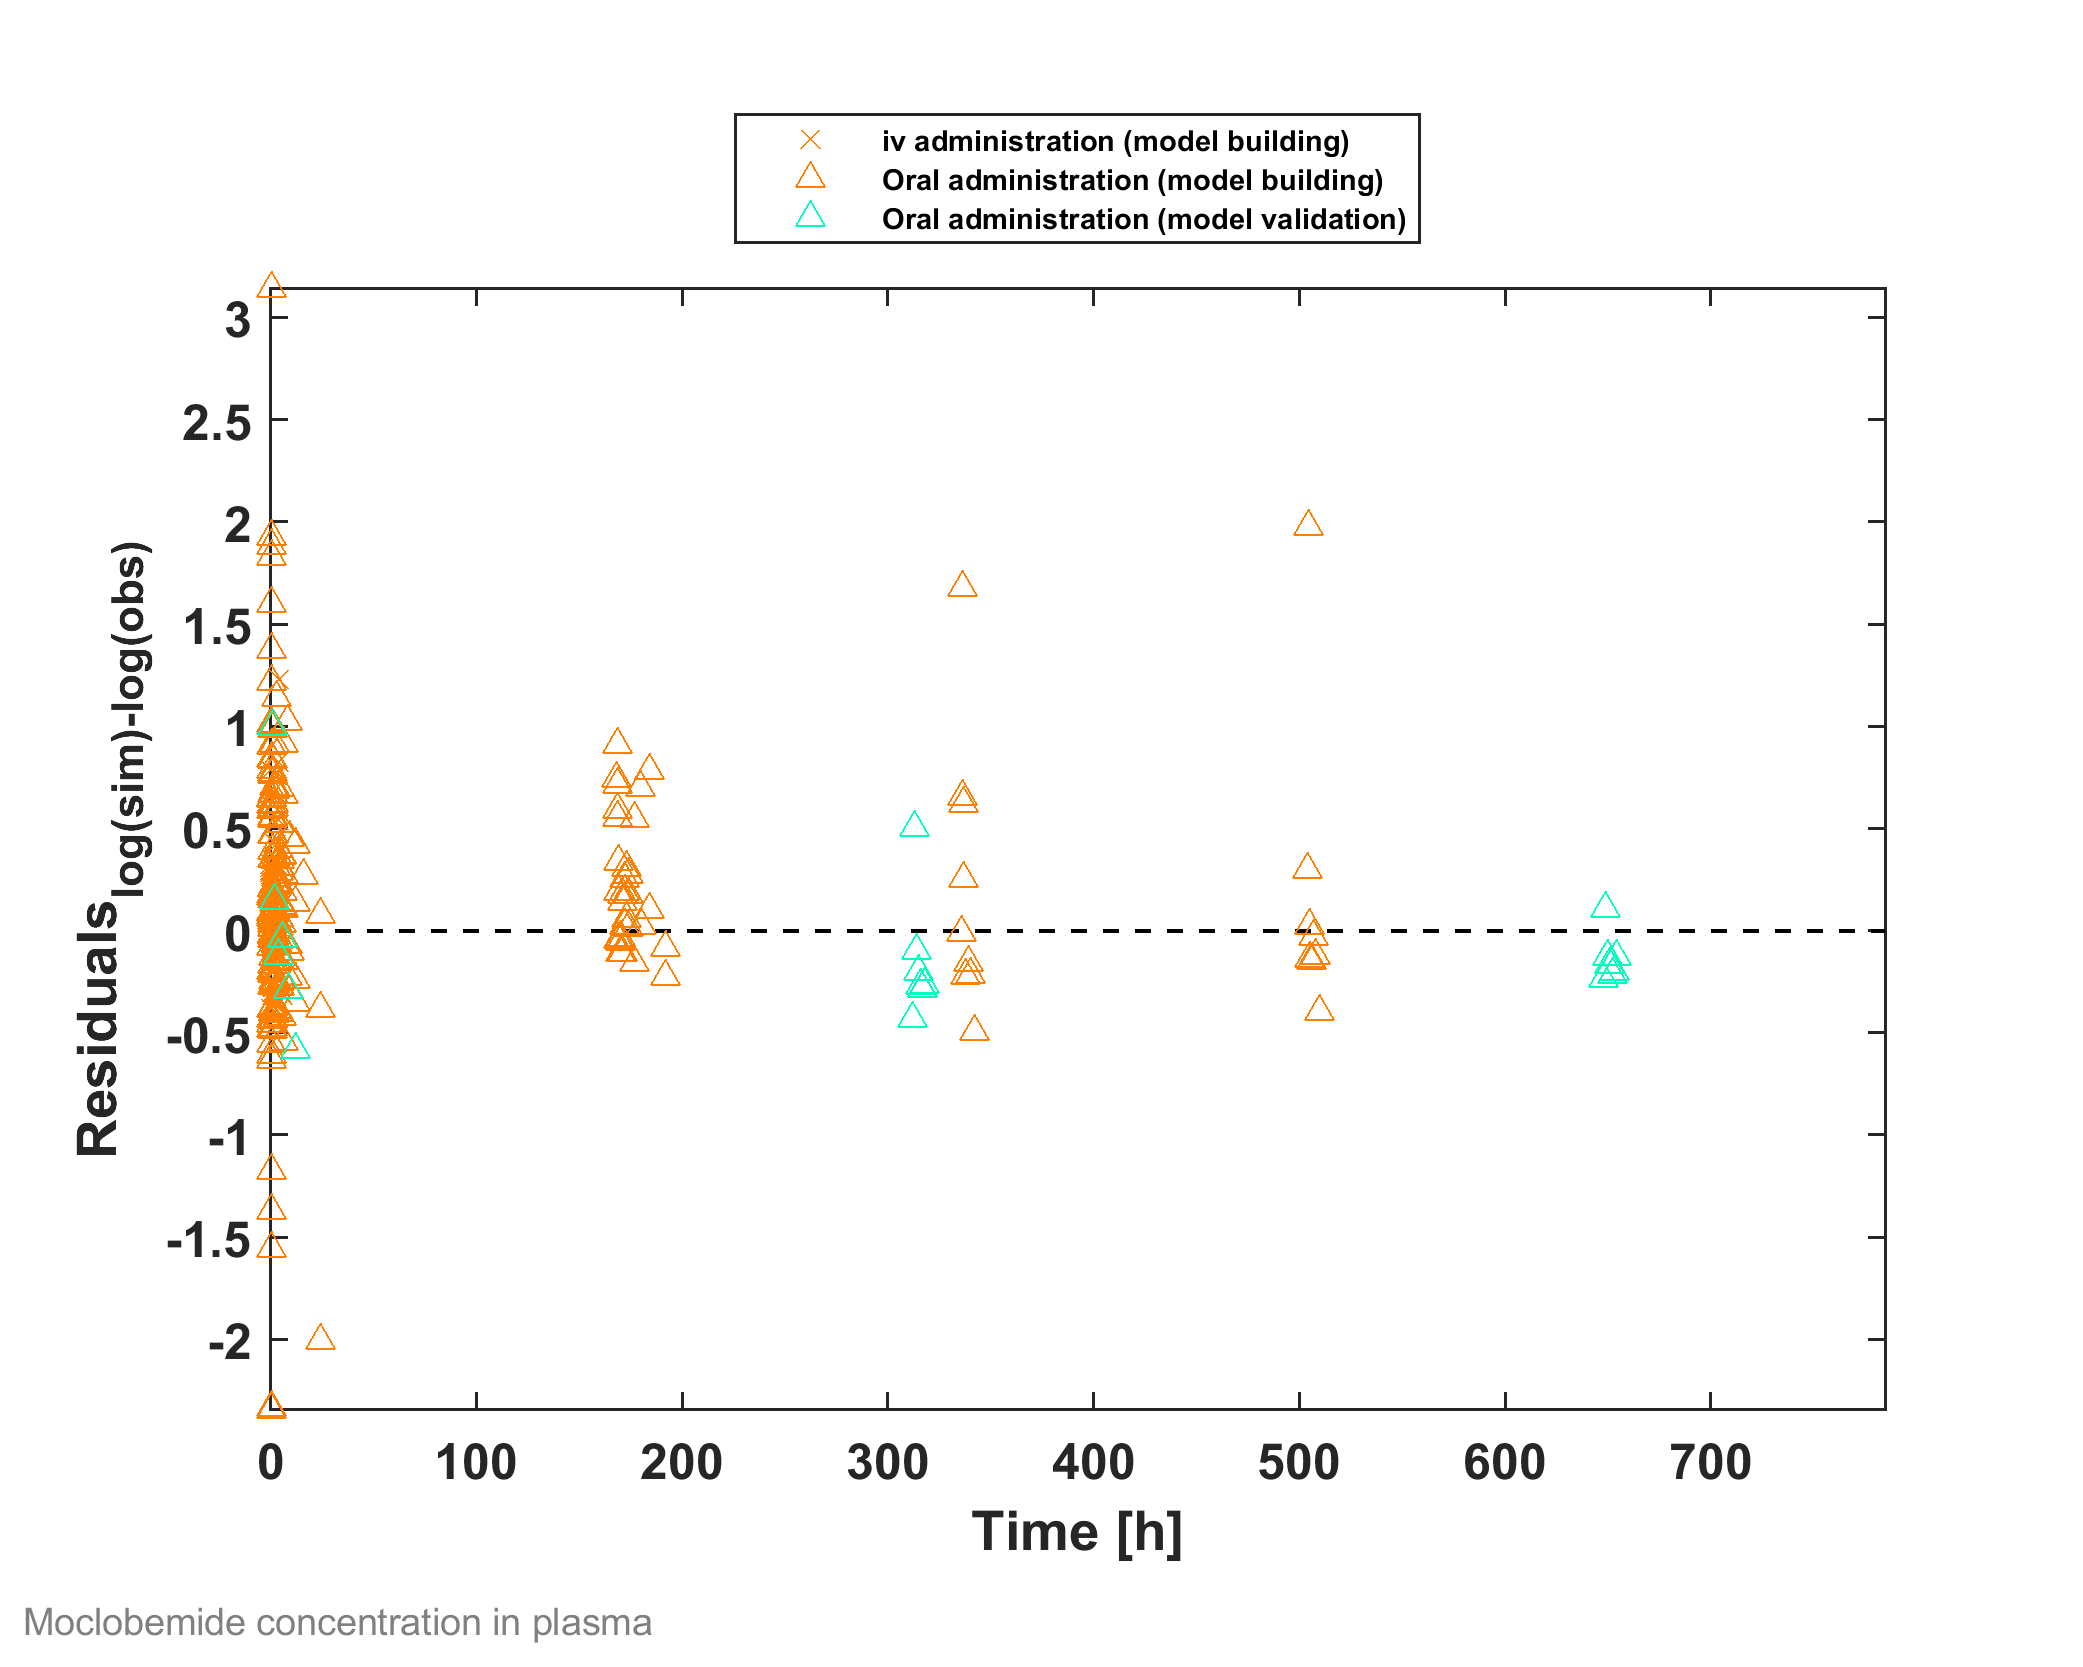 iv administration (model building)
Oral administration (model building)
Oral administration (model validation)
3
2.5
2
1.5
1
0.5
0
-0.5
-1
-1.5
-2
Residuals log(sim)-log(obs)
0 100 200 300 400 500 600 700
Time [h]
Moclobemide concentration in plasma